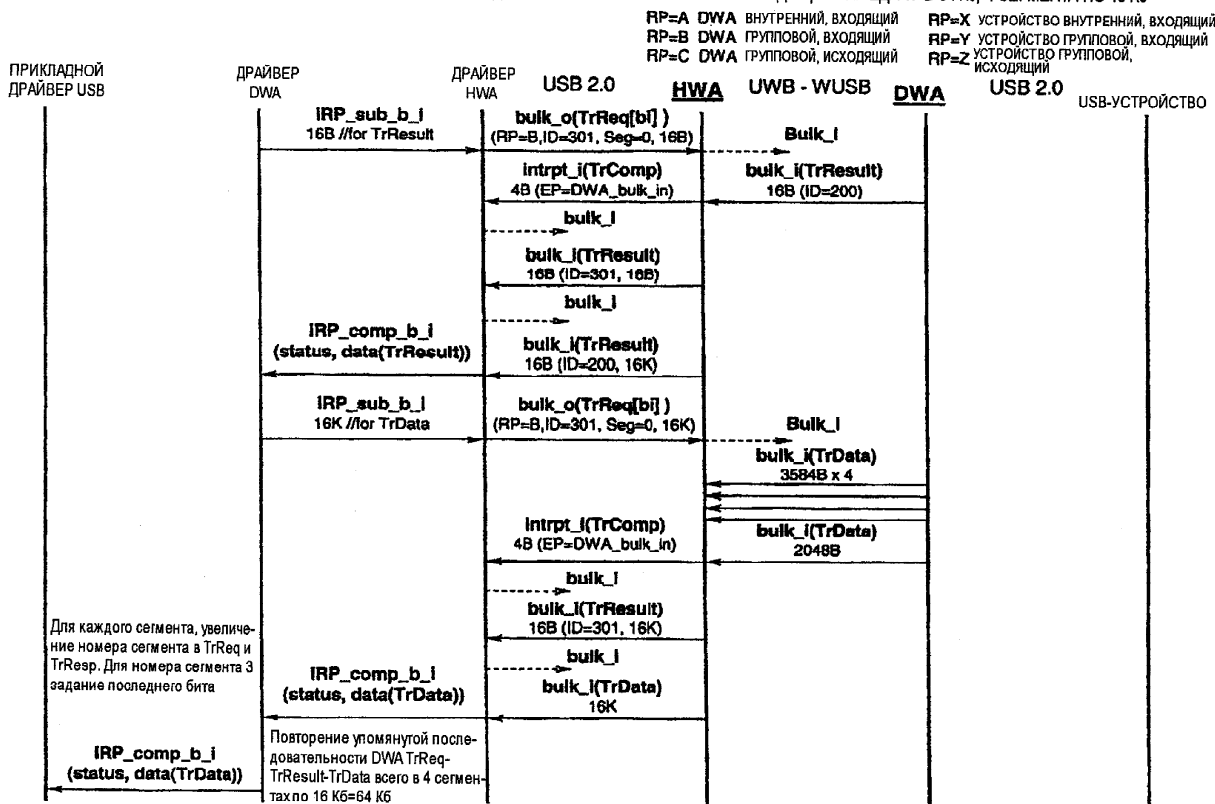 RP=A DWA ВНУТРЕННИЙ, ВХОДЯЩИЙ
RP=X УСТРОЙСТВО ВНУТРЕННИЙ, ВХОДЯЩИЙ
RP=B DWA ГРУППОВОЙ, ВХОДЯЩИЙ
RP=Y УСТРОЙСТВО ГРУППОВОЙ, ВХОДЯЩИЙ
RP=C DWA ГРУППОВОЙ, ИСХОДЯЩИЙ
RP=Z УСТРОЙСТВО ГРУППОВОЙ,
ИСХОДЯЩИЙ
ПРИКЛАДНОЙ
ДРАЙВЕР USB
ДРАЙВЕР
DWA
ДРАЙВЕР
HWA
USB 2.0
HWA
UWB - WUSB
DWA
USB 2.0
USB-УСТРОЙСТВО
IRP_sub_b_i
16B //for TrResult
bulk_o(TrReq[bi] )
(RP=B,ID=301, Seg=0, 16B)
Bulk_i
intrpt_i(TrComp)
4B (EP=DWA_bulk_in)
bulk_i(TrResult)
16B (ID=200)
bulk_i
bulk_i(TrResult)
16B (ID=301, 16B)
bulk_i
IRP_comp_b_i
(status, data(TrResult))
bulk_i(TrResult)
16B (ID=200, 16K)
IRP_sub_b_i
16K //for TrData
bulk_o(TrReq[bi] )
(RP=B,ID=301, Seg=0, 16K)
Bulk_i
bulk_i(TrData)
3584B x 4
intrpt_i(TrComp)
4B (EP=DWA_bulk_in)
bulk_i(TrData)
2048B
bulk_i
bulk_i(TrResult)
16B (ID=301, 16K)
Для каждого сегмента, увеличе-
ние номера сегмента в TrReq и
TrResp. Для номера сегмента 3
задание последнего бита
bulk_i
IRP_comp_b_i
(status, data(TrData))
bulk_i(TrData)
16K
Повторение упомянутой после-
довательности DWA TrReq-
TrResult-TrData всего в 4 сегмен-
тах по 16 Кб=64 Кб
IRP_comp_b_i
(status, data(TrData))